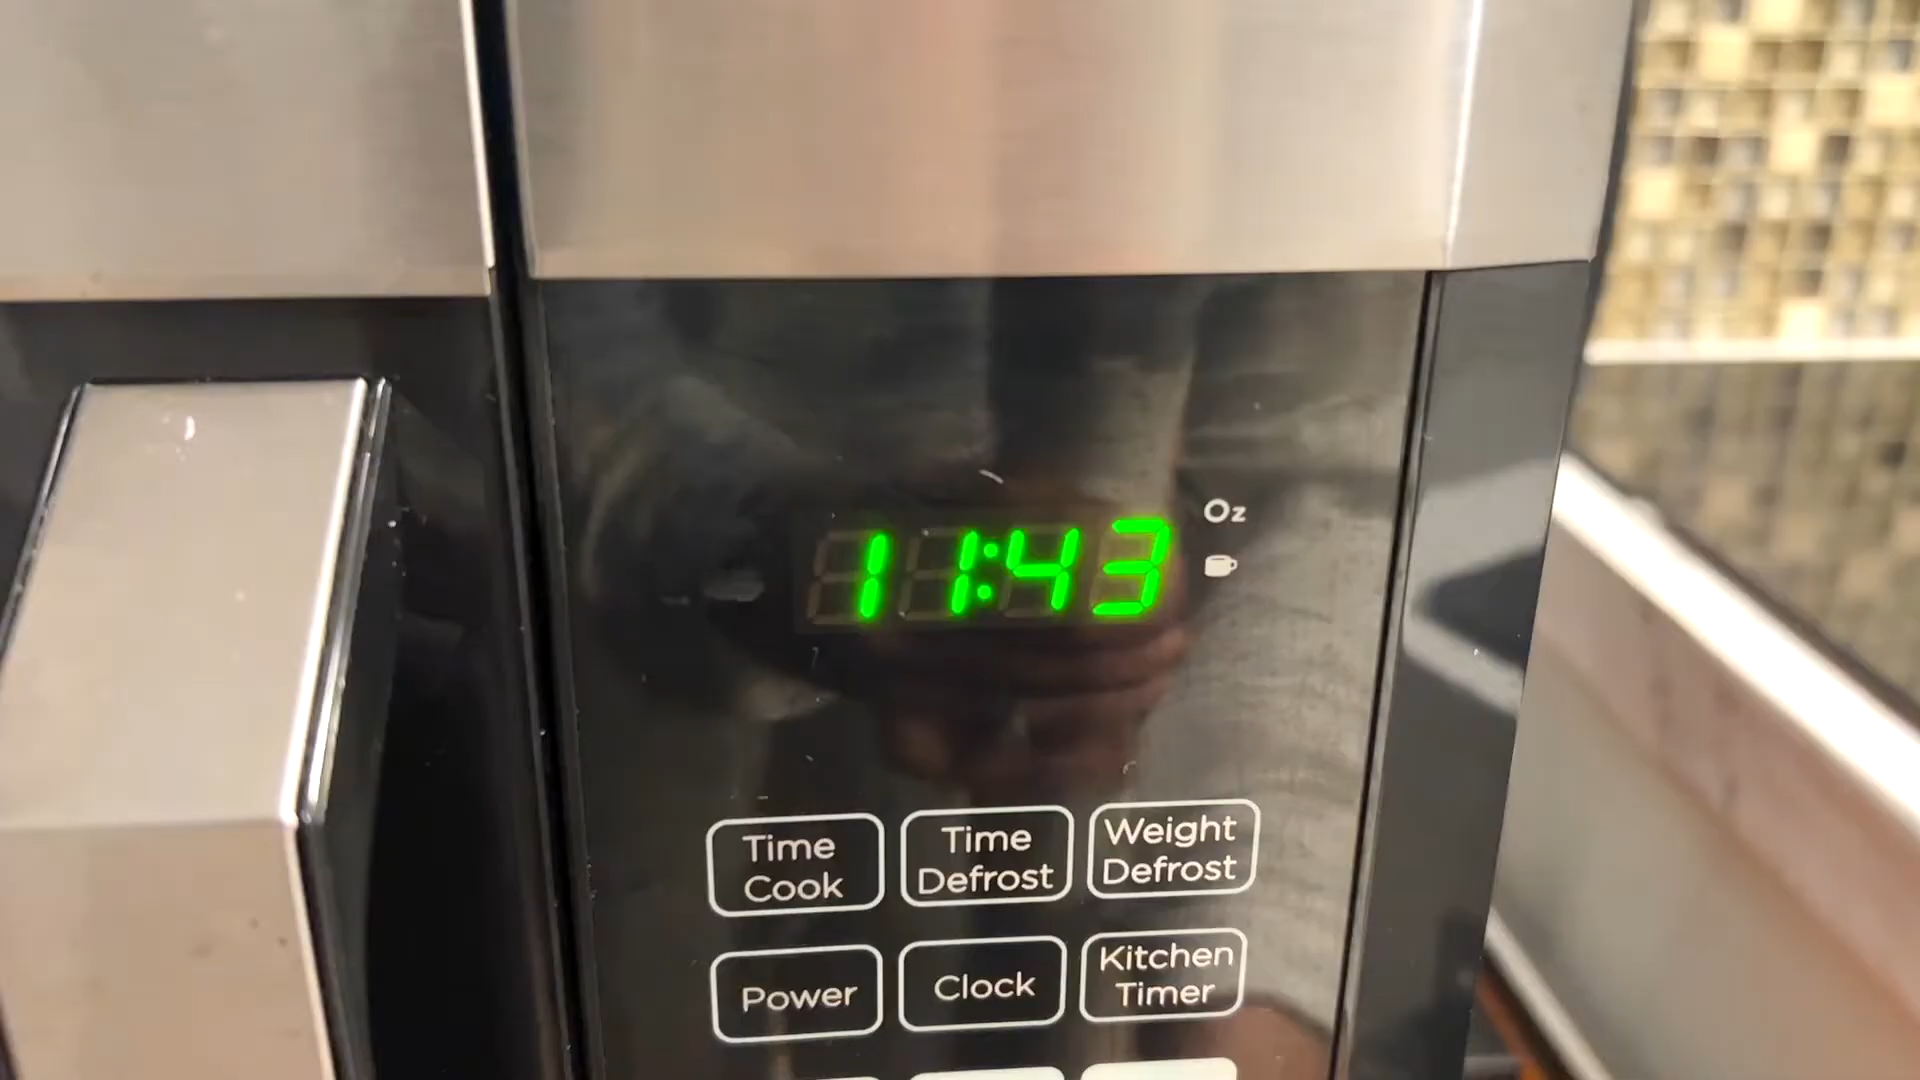 Oz
11:43
Time Cook
Time Defrost
Weight Defrost
Power
Clock
Kitchen Timer